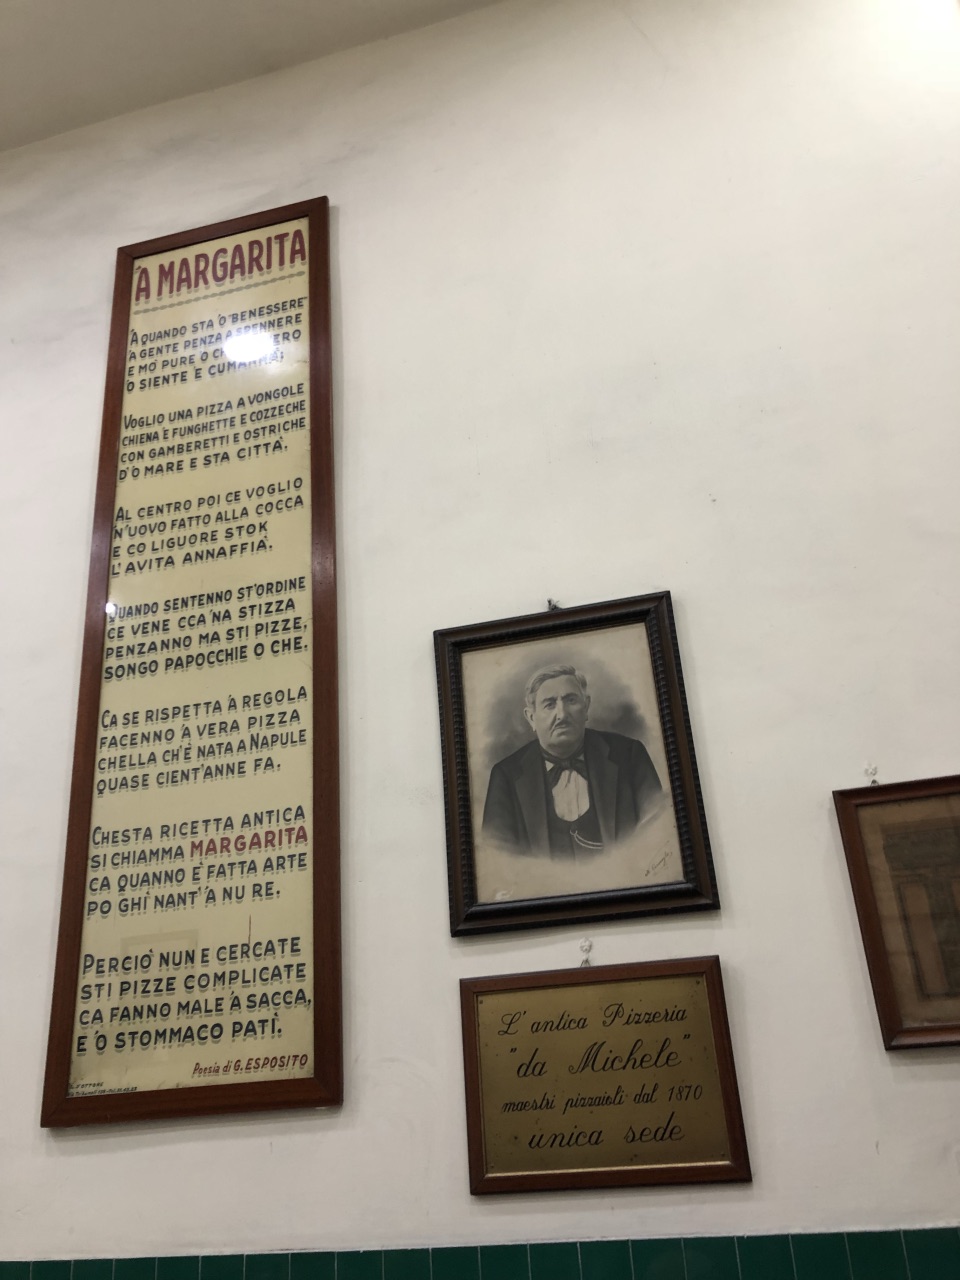 'A MARGARITA
'A QUANDO STA 'O "BENESSERE"
'A GENTE PENZA A SPENNERE
E MO' PURE 'O
'O SIENTE 'E CUMANNÀ;
VOGLIO UNA PIZZA A VONGOLE
CHIENA 'E FUNGHETTE E COZZECHE
CON GAMBERETTI E OSTRICHE
D' 'O MARE E STA CITTÀ.
AL CENTRO POI CE VOGLIO
'N'UOVO FATTO ALLA COCCA
E CO LIGUORE STOK
L'AVITA ANNAFFIÀ.
QUANDO SENTENNO ST'ORDINE
CE VENE CCA 'NA STIZZA
PENZANNO MA STI PIZZE,
SONGO PAPOCCHIE O CHE.
CA SE RISPETTA 'A REGOLA
FACENNO 'A VERA PIZZA
CHELLA CH'È NATA A NAPULE
QUASE CIENT'ANNE FA.
CHESTA RICETTA ANTICA
SI CHIAMMA MARGARITA
CA QUANNO È FATTA ARTE
PO GHÌ NANT' 'A NU RE.
PERCIÒ NUN E CERCATE
STI PIZZE COMPLICATE
CA FANNO MALE 'A SACCA,
E 'O STOMMACO PATÌ.
Poesia di G. ESPOSITO
L'antica Pizzeria
"da Michele"
maestri pizzaioli dal 1870
unica sede